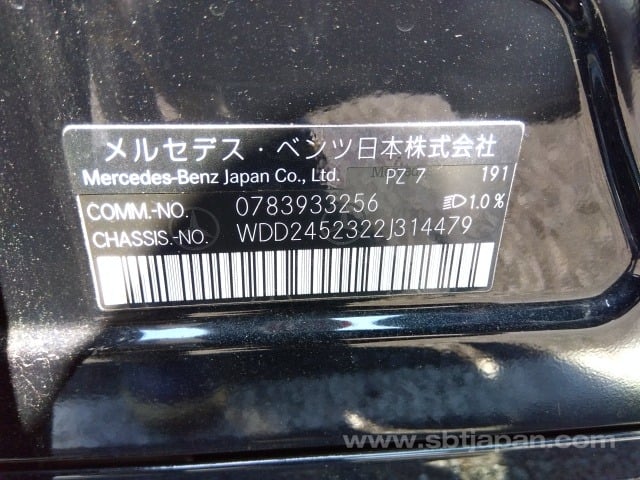 メルセデス・ベンツ日本株式会社
Mercedes-Benz Japan Co., Ltd. PZ 7 191
COMM.-NO. 0783933256 1.0%
CHASSIS.-NO. WDD2452322J314479
www.sbtjapan.com